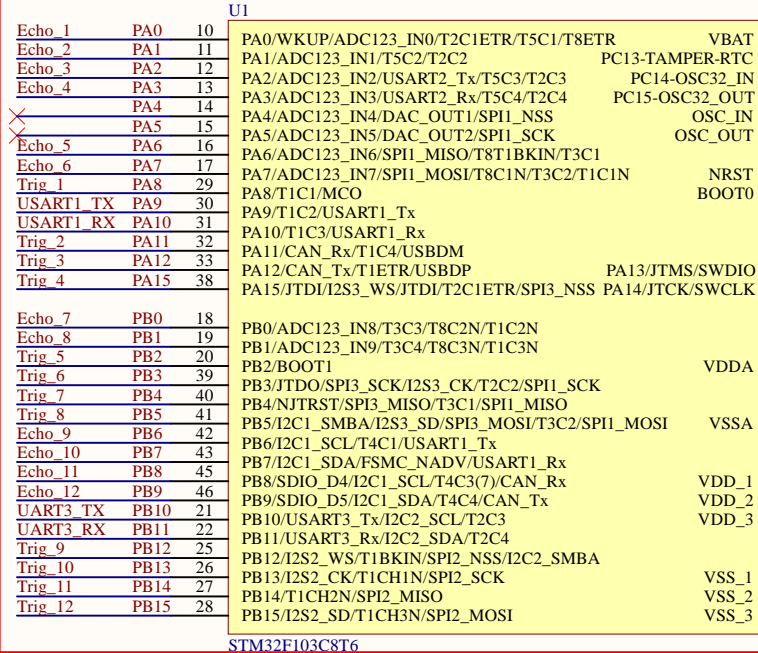 U1
Echo_1 PA0 10 PA0/WKUP/ADC123_IN0/T2C1ETR/T5C1/T8ETR VBAT
Echo_2 PA1 11 PA1/ADC123_IN1/T5C2/T2C2 PC13-TAMPER-RTC
Echo_3 PA2 12 PA2/ADC123_IN2/USART2_Tx/T5C3/T2C3 PC14-OSC32_IN
Echo_4 PA3 13 PA3/ADC123_IN3/USART2_Rx/T5C4/T2C4 PC15-OSC32_OUT
PA4 14 PA4/ADC123_IN4/DAC_OUT1/SPI1_NSS OSC_IN
PA5 15 PA5/ADC123_IN5/DAC_OUT2/SPI1_SCK OSC_OUT
Echo_5 PA6 16 PA6/ADC123_IN6/SPI1_MISO/T8T1BKIN/T3C1
Echo_6 PA7 17 PA7/ADC123_IN7/SPI1_MOSI/T8C1N/T3C2/T1C1N NRST
Trig_1 PA8 29 PA8/T1C1/MCO BOOT0
USART1_TX PA9 30 PA9/T1C2/USART1_Tx
USART1_RX PA10 31 PA10/T1C3/USART1_Rx
Trig_2 PA11 32 PA11/CAN_Rx/T1C4/USBDM
Trig_3 PA12 33 PA12/CAN_Tx/T1ETR/USBDP PA13/JTMS/SWDIO
Trig_4 PA15 38 PA15/JTDI/I2S3_WS/JTDI/T2C1ETR/SPI3_NSS PA14/JTCK/SWCLK
Echo_7 PB0 18 PB0/ADC123_IN8/T3C3/T8C2N/T1C2N
Echo_8 PB1 19 PB1/ADC123_IN9/T3C4/T8C3N/T1C3N
Trig_5 PB2 20 PB2/BOOT1 VDDA
Trig_6 PB3 39 PB3/JTDO/SPI3_SCK/I2S3_CK/T2C2/SPI1_SCK
Trig_7 PB4 40 PB4/NJTRST/SPI3_MISO/T3C1/SPI1_MISO
Trig_8 PB5 41 PB5/I2C1_SMBA/I2S3_SD/SPI3_MOSI/T3C2/SPI1_MOSI VSSA
Echo_9 PB6 42 PB6/I2C1_SCL/T4C1/USART1_Tx
Echo_10 PB7 43 PB7/I2C1_SDA/FSMC_NADV/USART1_Rx
Echo_11 PB8 45 PB8/SDIO_D4/I2C1_SCL/T4C3(7)/CAN_Rx VDD_1
Echo_12 PB9 46 PB9/SDIO_D5/I2C1_SDA/T4C4/CAN_Tx VDD_2
UART3_TX PB10 21 PB10/USART3_Tx/I2C2_SCL/T2C3 VDD_3
UART3_RX PB11 22 PB11/USART3_Rx/I2C2_SDA/T2C4
Trig_9 PB12 25 PB12/I2S2_WS/T1BKIN/SPI2_NSS/I2C2_SMBA
Trig_10 PB13 26 PB13/I2S2_CK/T1CH1N/SPI2_SCK VSS_1
Trig_11 PB14 27 PB14/T1CH2N/SPI2_MISO VSS_2
Trig_12 PB15 28 PB15/I2S2_SD/T1CH3N/SPI2_MOSI VSS_3
STM32F103C8T6